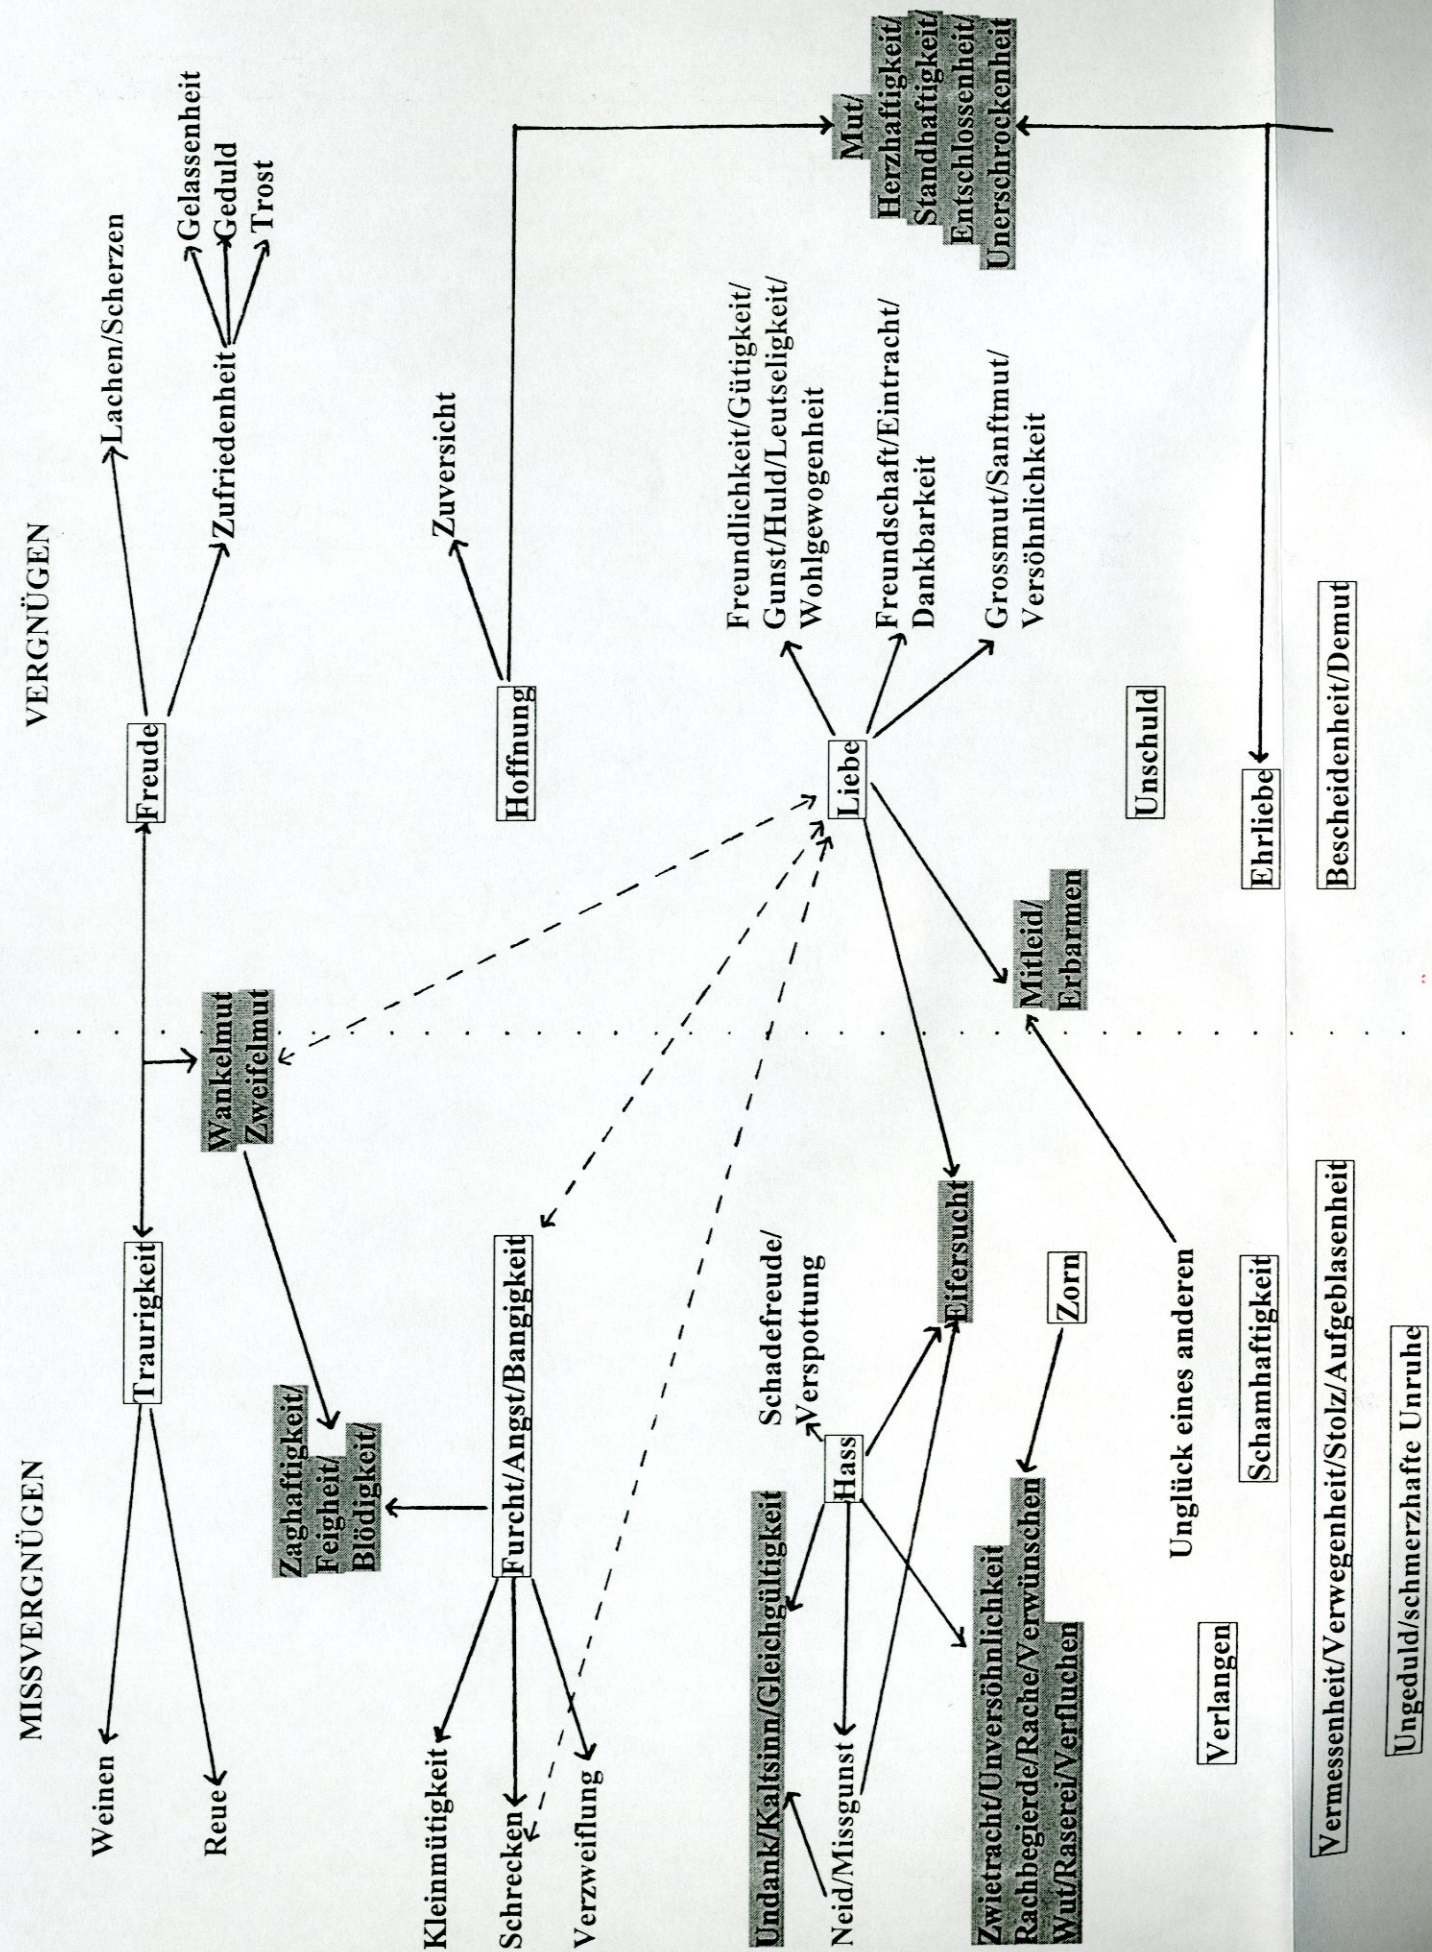 MISSVERGNÜGEN
VERGNÜGEN
Weinen
Traurigkeit
Freude
Lachen/Scherzen
Reue
Wankelmut
Zweifelmut
Zufriedenheit
Gelassenheit
Geduld
Trost
Zaghaftigkeit/
Feigheit/
Blödigkeit/
Kleinmütigkeit
Schrecken
Verzweiflung
Furcht/Angst/Bangigkeit
Hoffnung
Zuversicht
Mut/
Herzhaftigkeit/
Standhaftigkeit/
Entschlossenheit/
Unerschrockenheit
Undank/Kaltsinn/Gleichgültigkeit
Schadefreude/
Verspottung
Hass
Neid/Missgunst
Eifersucht
Liebe
Freundlichkeit/Gütigkeit/
Gunst/Huld/Leutseligkeit/
Wohlgewogenheit
Freundschaft/Eintracht/
Dankbarkeit
Grossmut/Sanftmut/
Versöhnlichkeit
Zwietracht/Unversöhnlichkeit
Rachbegierde/Rache/Verwünschen
Wut/Raserei/Verfluchen
Zorn
Mitleid/
Erbarmen
Unglück eines anderen
Unschuld
Verlangen
Schamhaftigkeit
Ehrliebe
Vermessenheit/Verwegenheit/Stolz/Aufgeblasenheit
Bescheidenheit/Demut
Ungeduld/schmerzhafte Unruhe